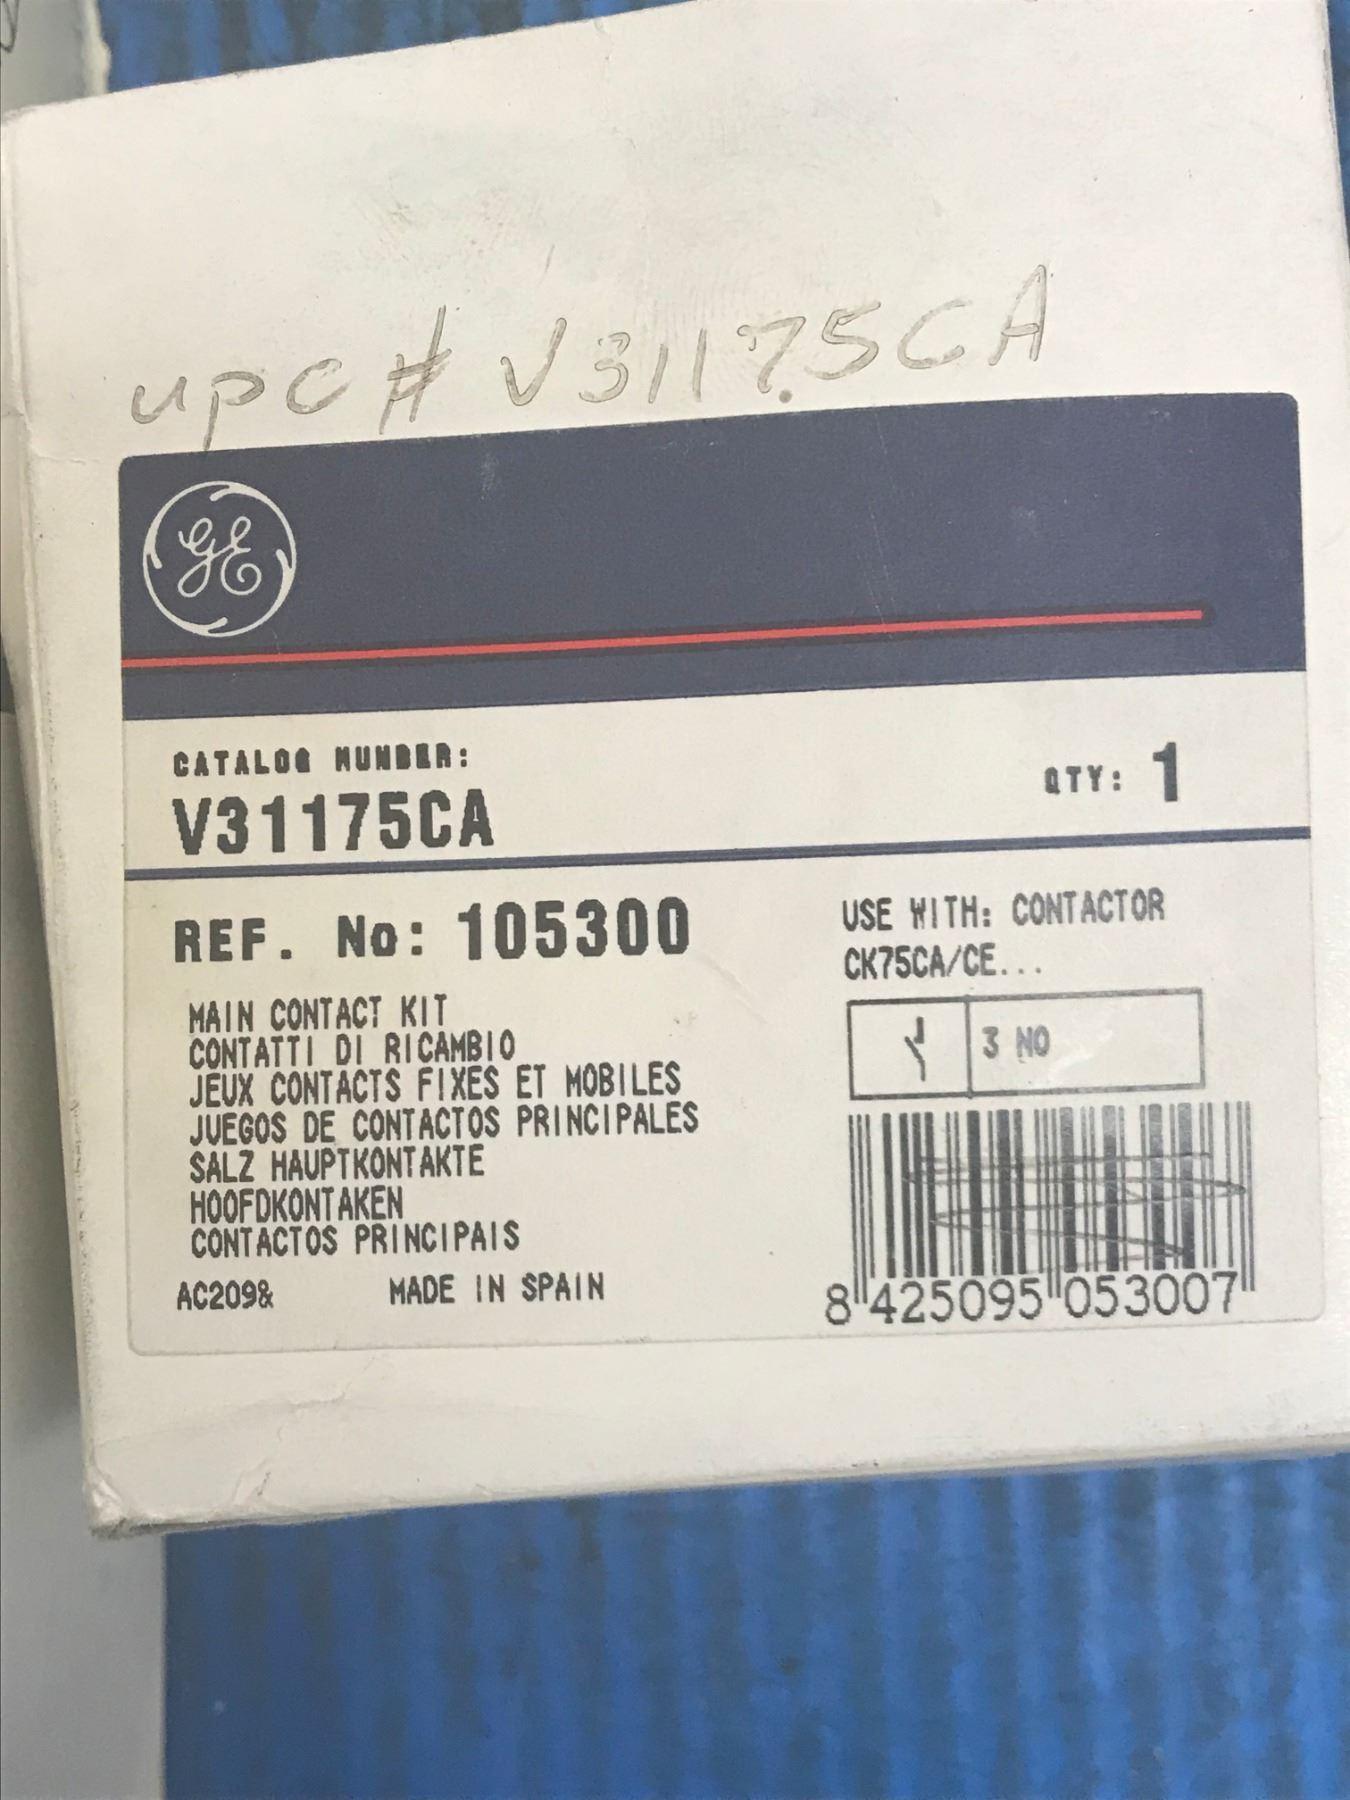 upc# V31175CA
GE
CATALOG NUMBER:
V31175CA
QTY: 1
REF. No: 105300
USE WITH: CONTACTOR
CK75CA/CE...
3 NO
MAIN CONTACT KIT
CONTATTI DI RICAMBIO
JEUX CONTACTS FIXES ET MOBILES
JUEGOS DE CONTACTOS PRINCIPALES
SALZ HAUPTKONTAKTE
HOOFDKONTAKEN
CONTACTOS PRINCIPAIS
AC209& MADE IN SPAIN
8 425095 053007